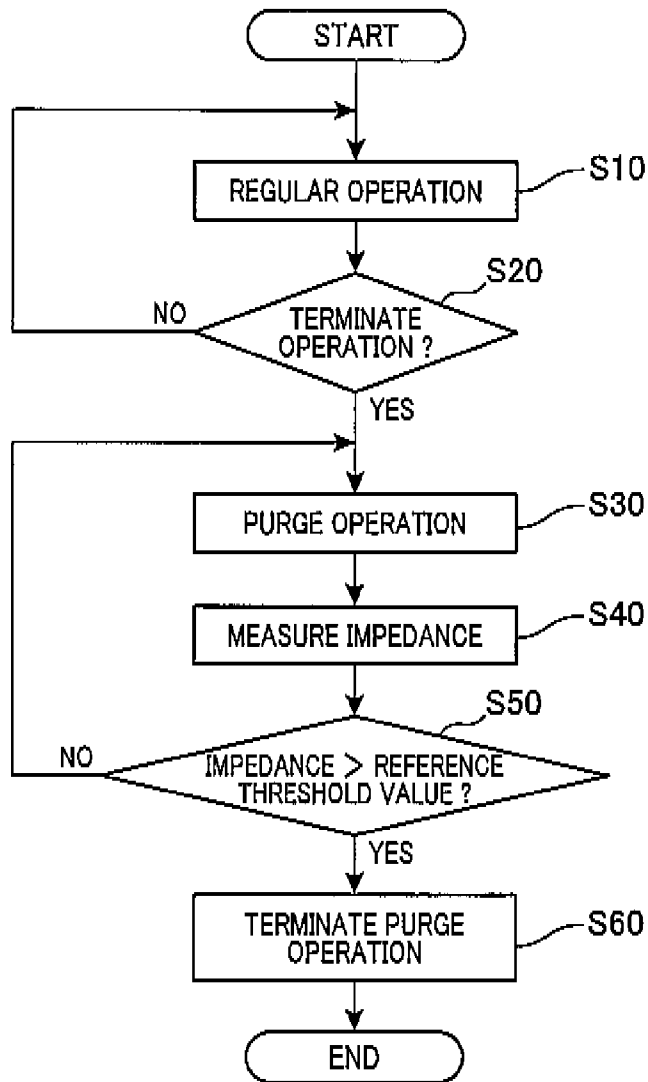 START
REGULAR OPERATION
S10
S20
TERMINATE
OPERATION ?
NO
YES
PURGE OPERATION
S30
MEASURE IMPEDANCE
S40
S50
IMPEDANCE > REFERENCE
THRESHOLD VALUE ?
NO
YES
TERMINATE PURGE
OPERATION
S60
END